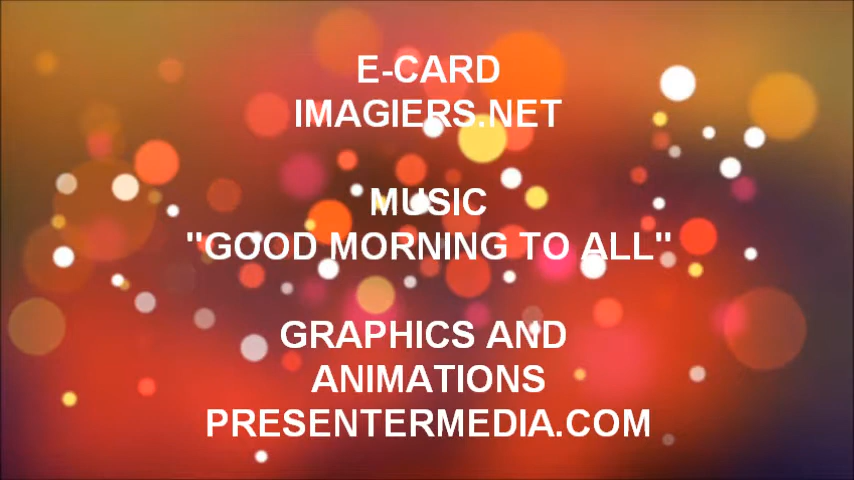 E-CARD
IMAGIERS.NET
MUSIC
"GOOD MORNING TO ALL"
GRAPHICS AND
ANIMATIONS
PRESENTERMEDIA.COM